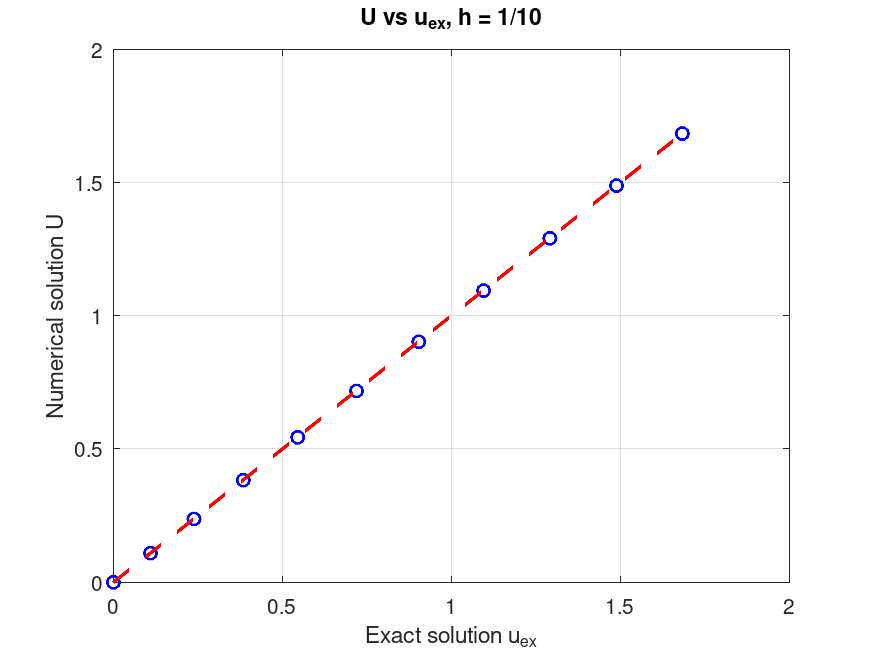 U vs u_ex, h = 1/10
2
1.5
1
0.5
0
0 0.5 1 1.5 2
Numerical solution U
Exact solution u_ex